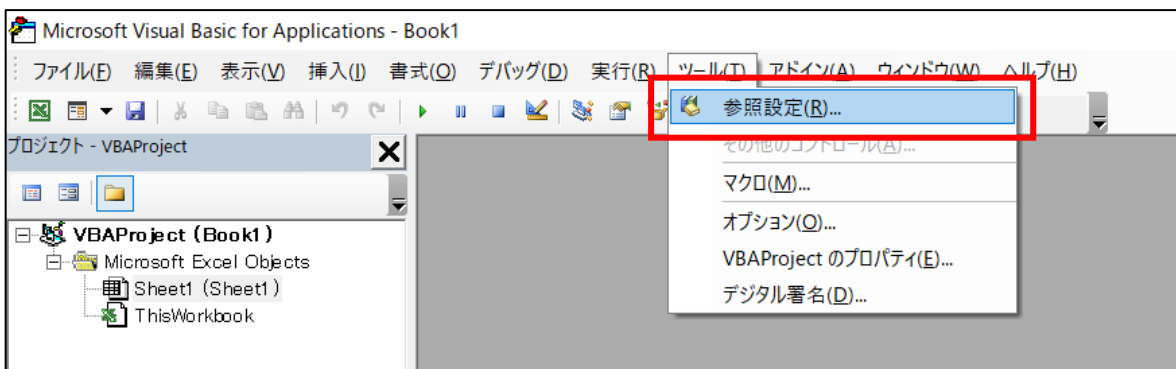 Microsoft Visual Basic for Applications - Book1
ファイル(F) 編集(E) 表示(V) 挿入(I) 書式(O) デバッグ(D) 実行(R) ツール(T) アドイン(A) ウィンドウ(W) ヘルプ(H)
参照設定(R)...
プロジェクト - VBAProject
その他のコントロール(A)...
マクロ(M)...
オプション(O)...
VBAProject のプロパティ(E)...
デジタル署名(D)...
VBAProject (Book1)
Microsoft Excel Objects
Sheet1 (Sheet1)
ThisWorkbook